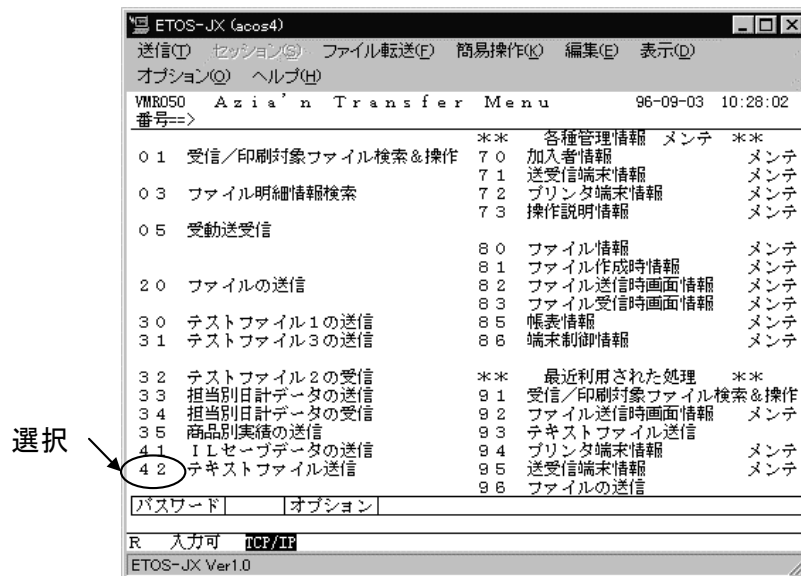 ETOS-JX (acos4)
送信(T) セッション(S) ファイル転送(F) 簡易操作(K) 編集(E) 表示(D)
オプション(O) ヘルプ(H)
VMR050 Azia'n Transfer Menu 96-09-03 10:28:02
番号==>
** 各種管理情報 メンテ **
01 受信／印刷対象ファイル検索&操作 70 加入者情報 メンテ
71 送受信端末情報 メンテ
03 ファイル明細情報検索 72 プリンタ端末情報 メンテ
73 操作説明情報 メンテ
05 受動送受信
80 ファイル情報 メンテ
81 ファイル作成時情報 メンテ
20 ファイルの送信 82 ファイル送信時画面情報 メンテ
83 ファイル受信時画面情報 メンテ
30 テストファイル1の送信 85 帳表情報 メンテ
31 テストファイル3の送信 86 端末制御情報 メンテ
32 テストファイル2の受信 ** 最近利用された処理 **
33 担当別日計データの送信 91 受信／印刷対象ファイル検索&操作
34 担当別日計データの受信 92 ファイル送信時画面情報 メンテ
35 商品別実績の送信 93 テキストファイル送信
41 ILセーブデータの送信 94 プリンタ端末情報 メンテ
選択 42 テキストファイル送信 95 送受信端末情報 メンテ
96 ファイルの送信
パスワード オプション
R 入力可 TCP/IP
ETOS-JX Ver1.0